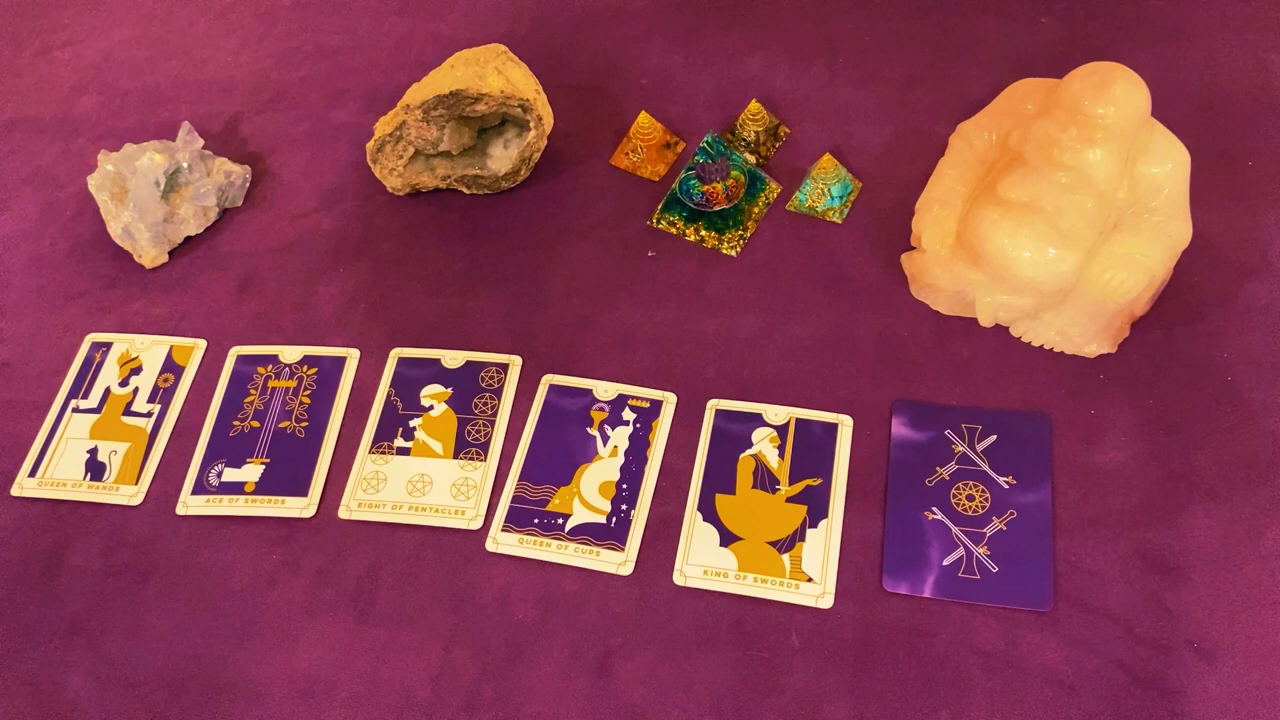 QUEEN OF WANDS
ACE OF SWORDS
EIGHT OF PENTACLES
QUEEN OF CUPS
KING OF SWORDS